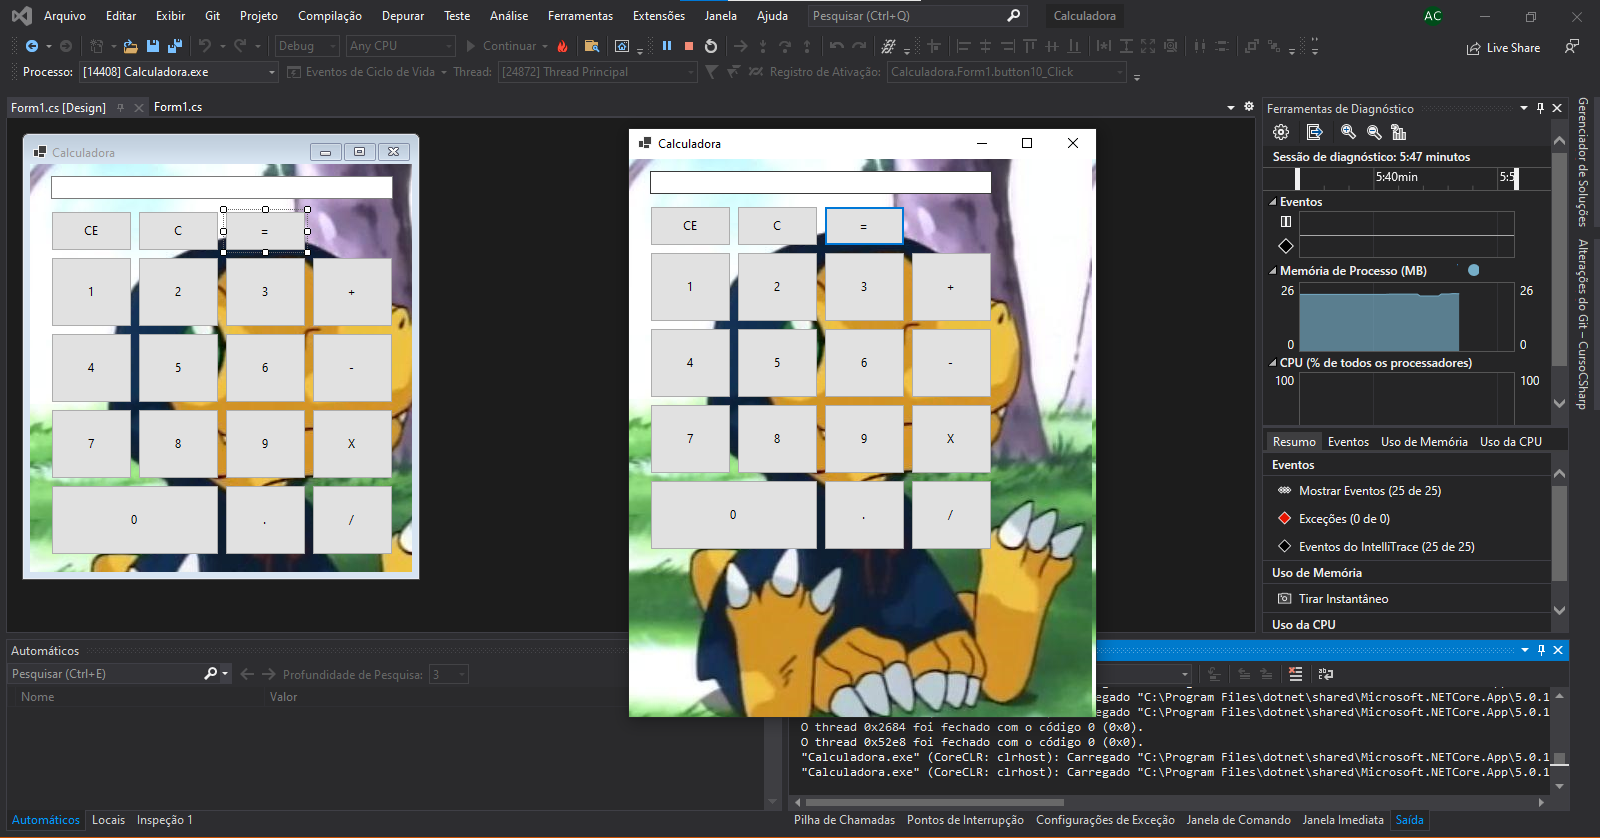 Arquivo Editar Exibir Git Projeto Compilação Depurar Teste Análise Ferramentas Extensões Janela Ajuda Pesquisar (Ctrl+Q) Calculadora AC
Debug Any CPU Continuar Live Share
Processo: [14408] Calculadora.exe Eventos de Ciclo de Vida Thread: [24872] Thread Principal Registro de Ativação: Calculadora.Form1.button10_Click
Form1.cs [Design] Form1.cs
Calculadora
CE C =
1 2 3 +
4 5 6 -
7 8 9 X
0 . /
Calculadora
CE C =
1 2 3 +
4 5 6 -
7 8 9 X
0 . /
Ferramentas de Diagnóstico
Sessão de diagnóstico: 5:47 minutos
5:40min 5:5
Eventos
Memória de Processo (MB)
26 26
0 0
CPU (% de todos os processadores)
100 100
Resumo Eventos Uso de Memória Uso da CPU
Eventos
Mostrar Eventos (25 de 25)
Exceções (0 de 0)
Eventos do IntelliTrace (25 de 25)
Uso de Memória
Tirar Instantâneo
Uso da CPU
Gerenciador de Soluções
Alterações do Git – CursoCSharp
Automáticos
Pesquisar (Ctrl+E) Profundidade de Pesquisa: 3
Nome Valor
Automáticos Locais Inspeção 1
egado "C:\Program Files\dotnet\shared\Microsoft.NETCore.App\5.0.1
egado "C:\Program Files\dotnet\shared\Microsoft.NETCore.App\5.0.1
O thread 0x2684 foi fechado com o código 0 (0x0).
O thread 0x52e8 foi fechado com o código 0 (0x0).
"Calculadora.exe" (CoreCLR: clrhost): Carregado "C:\Program Files\dotnet\shared\Microsoft.NETCore.App\5.0.1
"Calculadora.exe" (CoreCLR: clrhost): Carregado "C:\Program Files\dotnet\shared\Microsoft.NETCore.App\5.0.1
Pilha de Chamadas Pontos de Interrupção Configurações de Exceção Janela de Comando Janela Imediata Saída